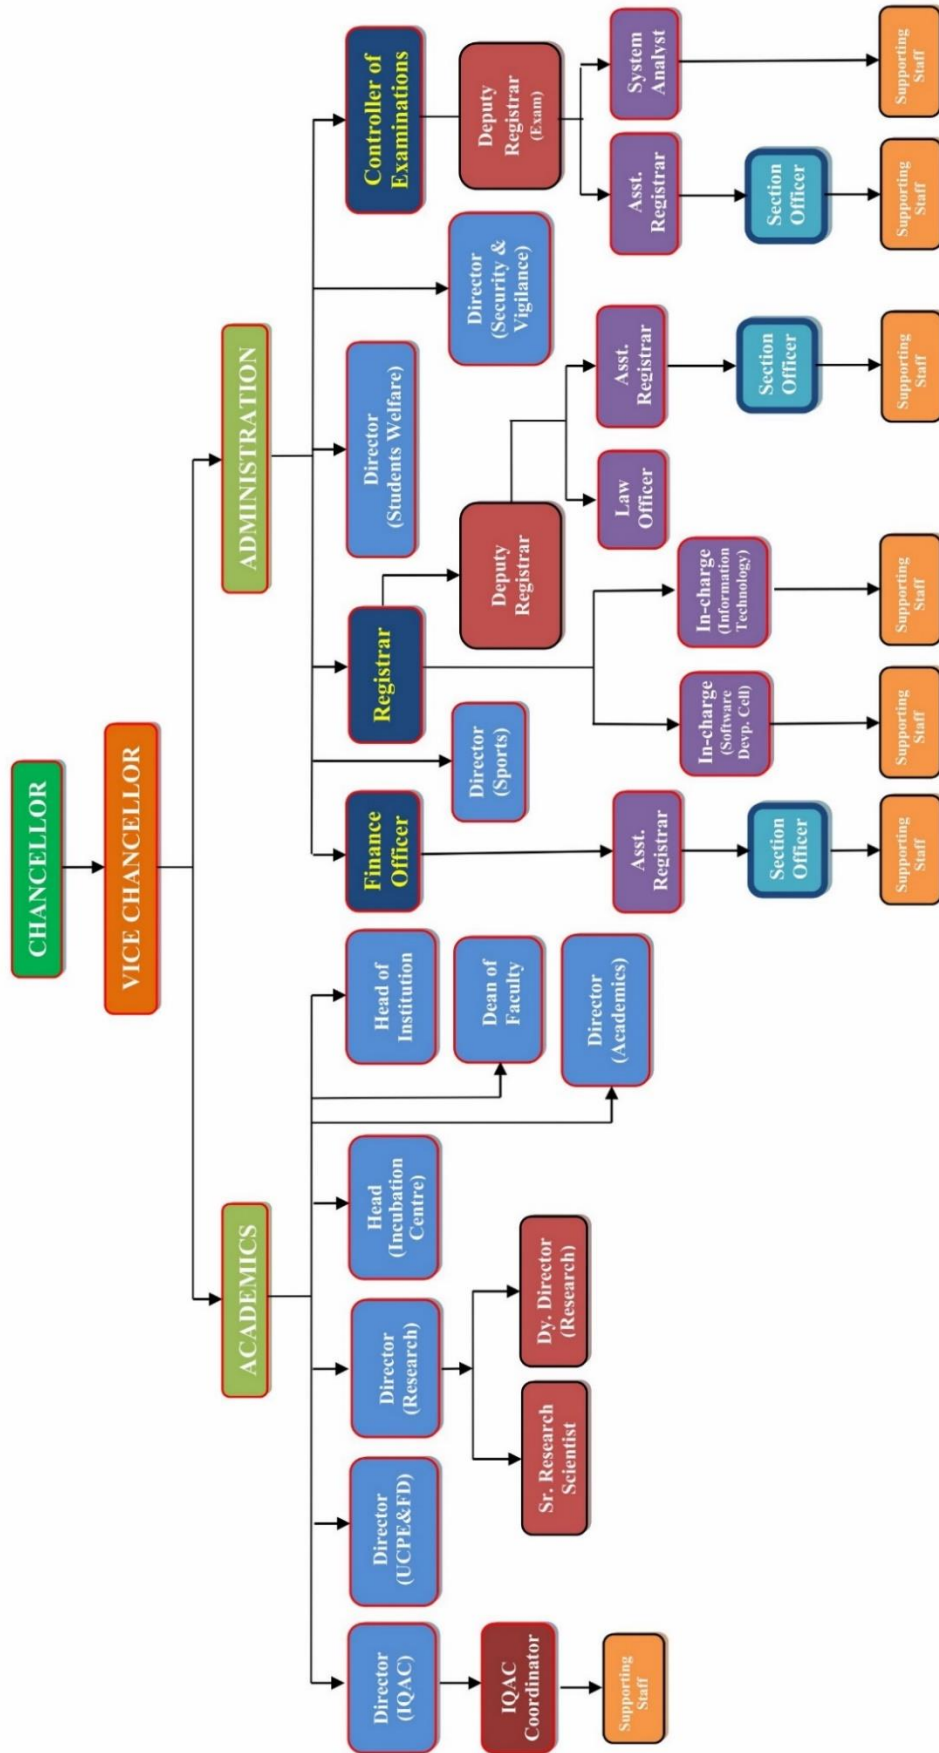 CHANCELLOR
VICE CHANCELLOR
ACADEMICS
ADMINISTRATION
Director
(IQAC)
Director
(UCPE&FD)
Director
(Research)
Head
(Incubation
Centre)
Head of
Institution
Finance
Officer
Registrar
Director
(Students Welfare)
Controller of
Examinations
IQAC
Coordinator
Sr. Research
Scientist
Dy. Director
(Research)
Dean of
Faculty
Director
(Academics)
Director
(Sports)
Deputy
Registrar
Director
(Security &
Vigilance)
Deputy
Registrar
(Exam)
Supporting
Staff
Asst.
Registrar
In-charge
(Software
Devp. Cell)
In-charge
(Information
Technology)
Law
Officer
Asst.
Registrar
Asst.
Registrar
System
Analyst
Section
Officer
Section
Officer
Section
Officer
Supporting
Staff
Supporting
Staff
Supporting
Staff
Supporting
Staff
Supporting
Staff
Supporting
Staff